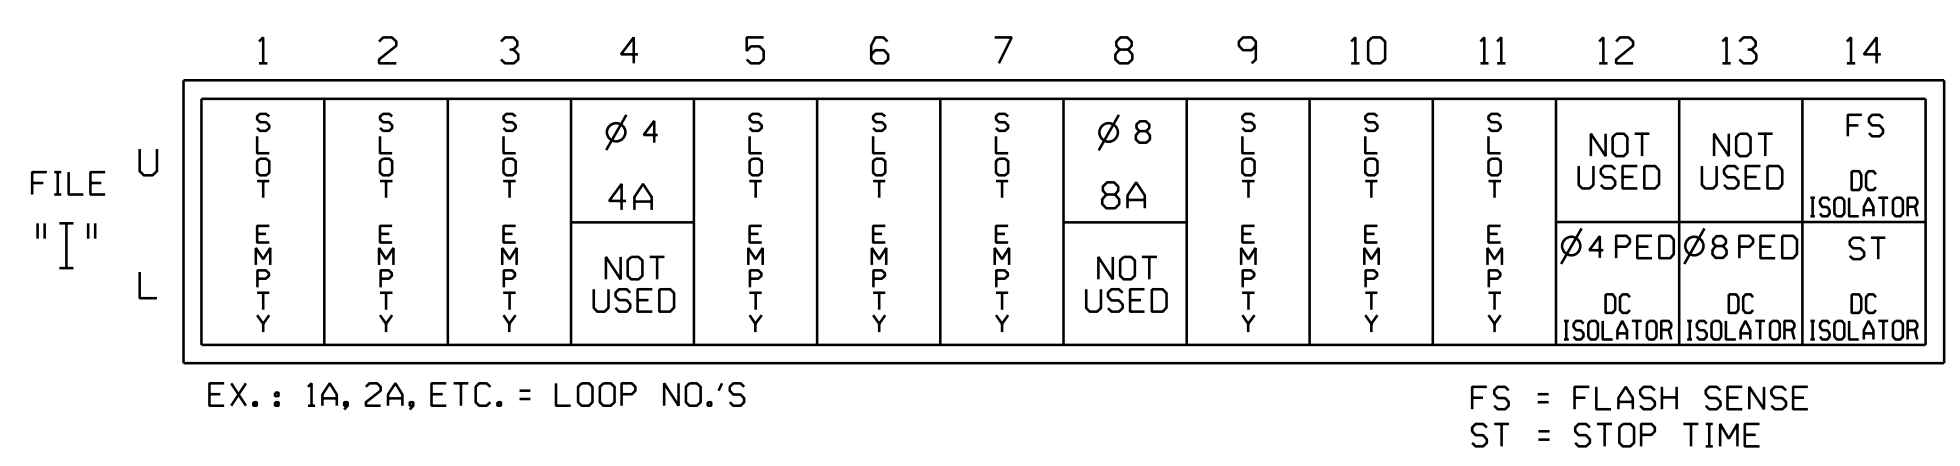 1 2 3 4 5 6 7 8 9 10 11 12 13 14
FILE
"I"
U
L
SLOT EMPTY
SLOT EMPTY
SLOT EMPTY
Ø 4
4A
NOT
USED
SLOT EMPTY
SLOT EMPTY
SLOT EMPTY
Ø 8
8A
NOT
USED
SLOT EMPTY
SLOT EMPTY
SLOT EMPTY
NOT
USED
Ø4 PED
DC
ISOLATOR
NOT
USED
Ø8 PED
DC
ISOLATOR
FS
DC
ISOLATOR
ST
DC
ISOLATOR
EX.: 1A, 2A, ETC. = LOOP NO.'S
FS = FLASH SENSE
ST = STOP TIME